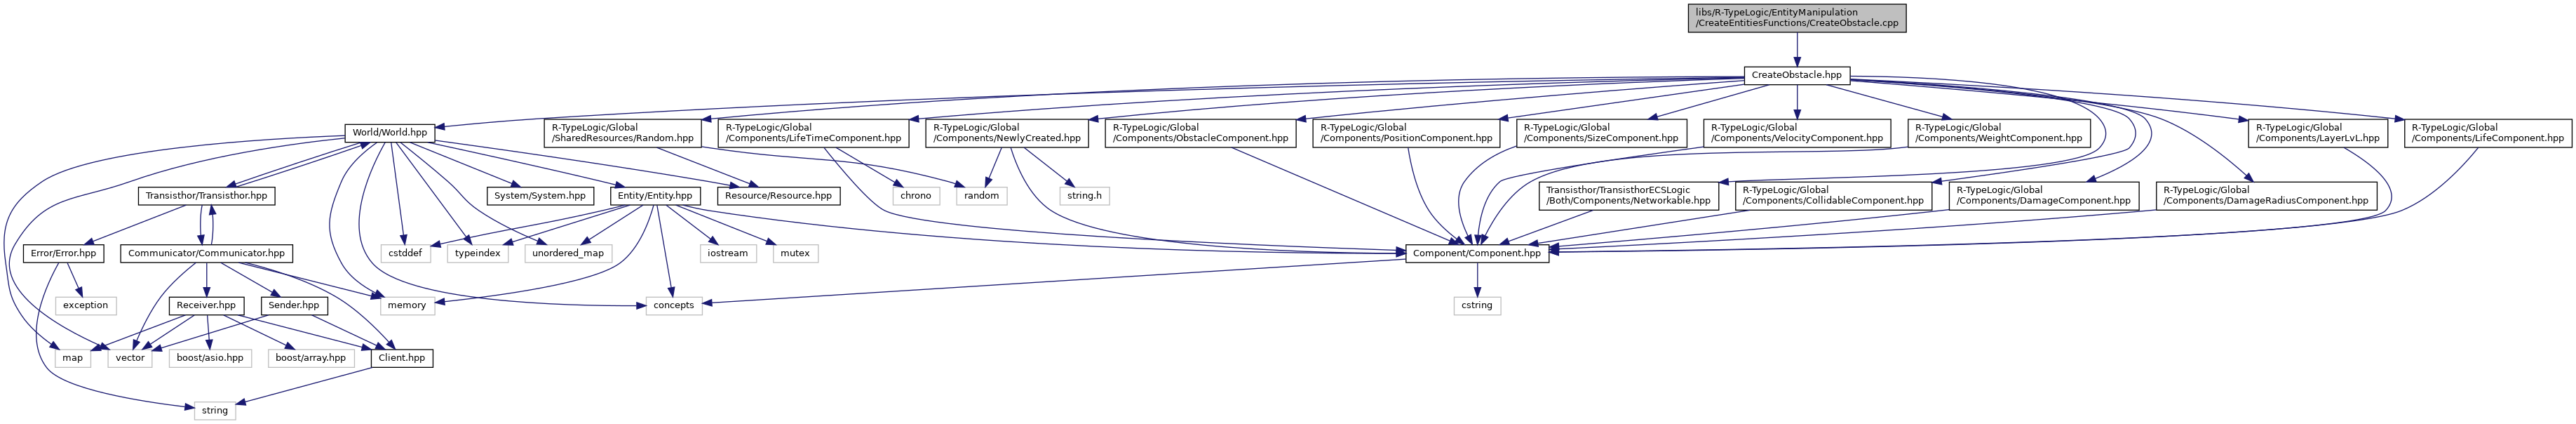 libs/R-TypeLogic/EntityManipulation
/CreateEntitiesFunctions/CreateObstacle.cpp
CreateObstacle.hpp
World/World.hpp
R-TypeLogic/Global
/SharedResources/Random.hpp
R-TypeLogic/Global
/Components/LifeTimeComponent.hpp
R-TypeLogic/Global
/Components/NewlyCreated.hpp
R-TypeLogic/Global
/Components/ObstacleComponent.hpp
R-TypeLogic/Global
/Components/PositionComponent.hpp
R-TypeLogic/Global
/Components/SizeComponent.hpp
R-TypeLogic/Global
/Components/VelocityComponent.hpp
R-TypeLogic/Global
/Components/WeightComponent.hpp
R-TypeLogic/Global
/Components/LayerLvL.hpp
R-TypeLogic/Global
/Components/LifeComponent.hpp
Transisthor/Transisthor.hpp
System/System.hpp
Entity/Entity.hpp
Resource/Resource.hpp
chrono
random
string.h
Transisthor/TransisthorECSLogic
/Both/Components/Networkable.hpp
R-TypeLogic/Global
/Components/CollidableComponent.hpp
R-TypeLogic/Global
/Components/DamageComponent.hpp
R-TypeLogic/Global
/Components/DamageRadiusComponent.hpp
Error/Error.hpp
Communicator/Communicator.hpp
cstddef
typeindex
unordered_map
iostream
mutex
Component/Component.hpp
exception
Receiver.hpp
Sender.hpp
memory
concepts
cstring
map
vector
boost/asio.hpp
boost/array.hpp
Client.hpp
string